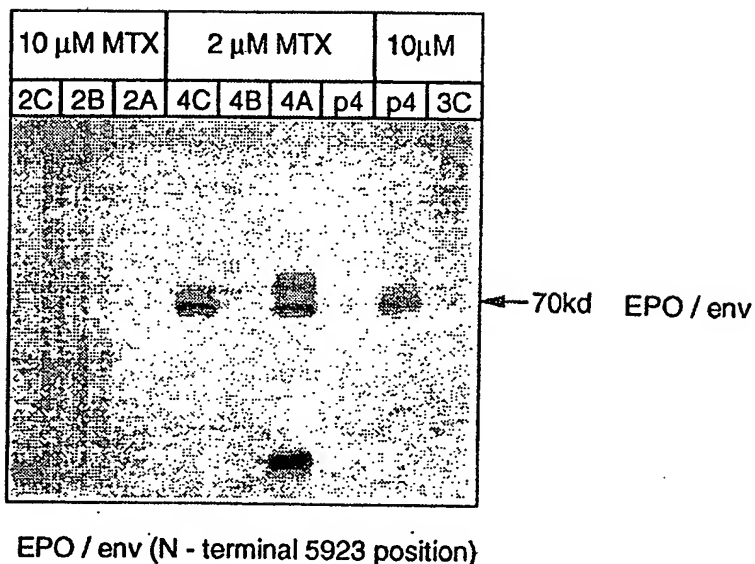 10 μM MTX 2 μM MTX 10μM
2C 2B 2A 4C 4B 4A p4 p4 3C
70kd EPO / env
EPO / env (N - terminal 5923 position)